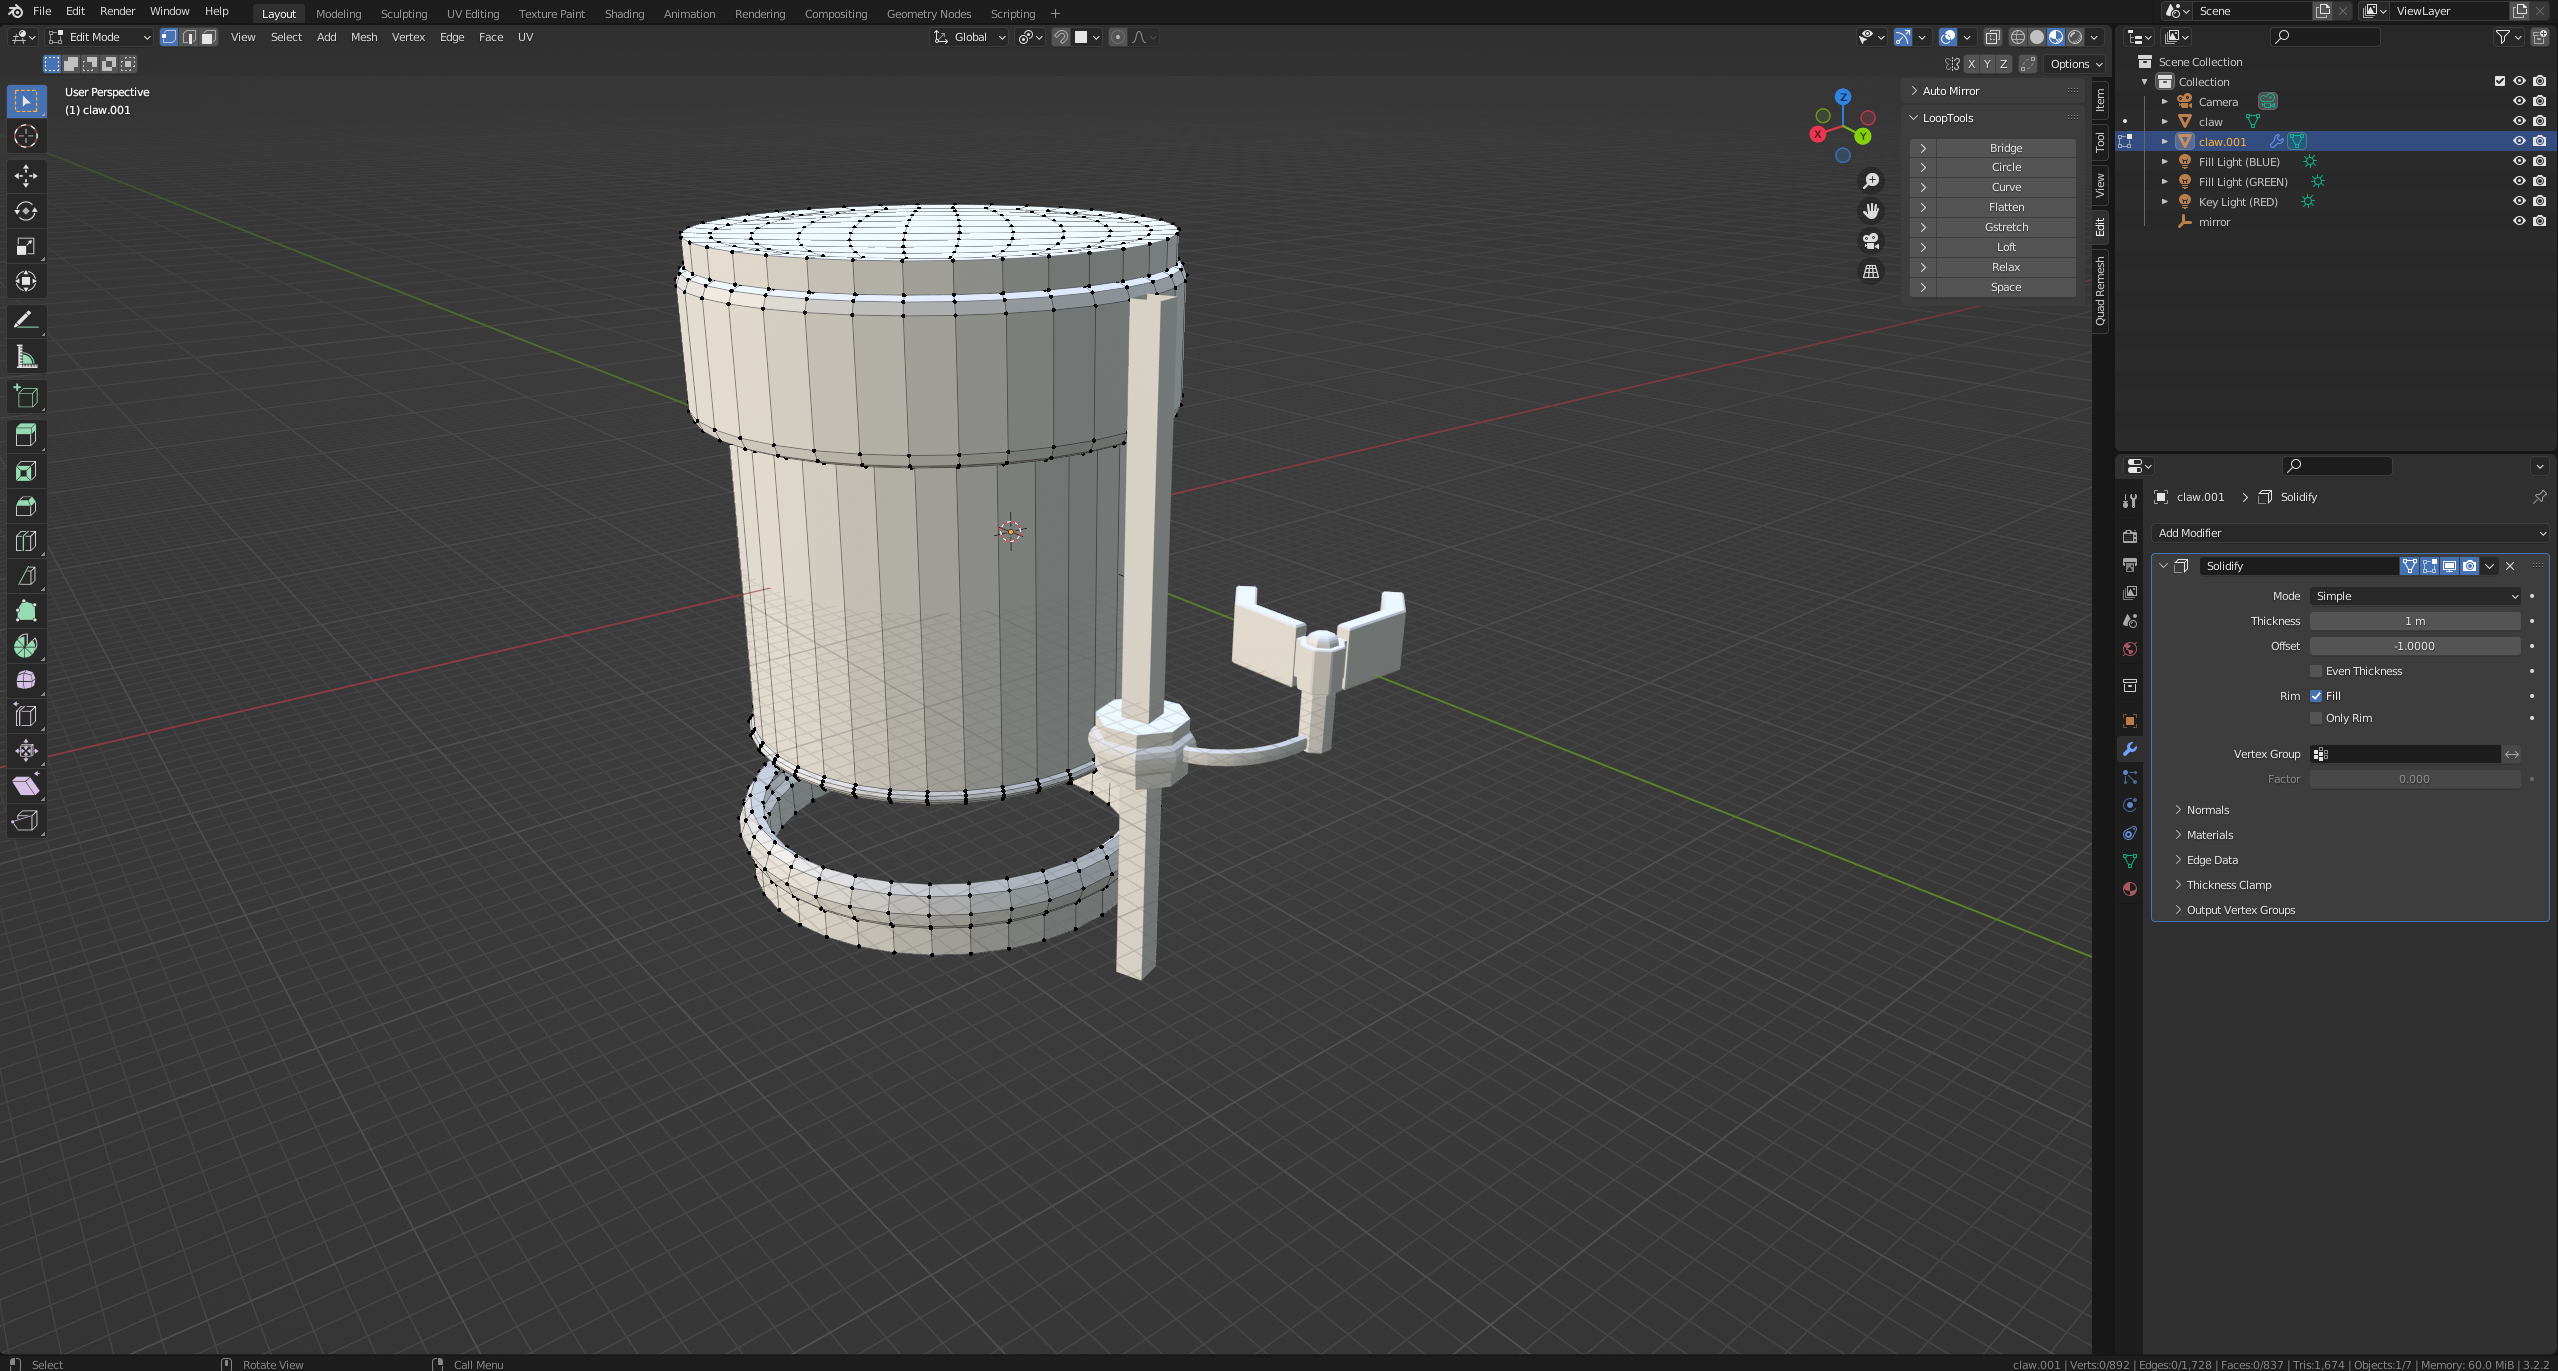 File Edit Render Window Help Layout Modeling Sculpting UV Editing Texture Paint Shading Animation Rendering Compositing Geometry Nodes Scripting + Scene ViewLayer
Edit Mode View Select Add Mesh Vertex Edge Face UV Global
X Y Z Options
User Perspective
(1) claw.001
Z
X
Y
Auto Mirror
LoopTools
Bridge
Circle
Curve
Flatten
Gstretch
Loft
Relax
Space
Item
Tool
View
Edit
Quad Remesh
Scene Collection
Collection
Camera
claw
claw.001
Fill Light (BLUE)
Fill Light (GREEN)
Key Light (RED)
mirror
claw.001 > Solidify
Add Modifier
Solidify
Mode Simple
Thickness 1 m
Offset -1.0000
Even Thickness
Rim Fill
Only Rim
Vertex Group
Factor 0.000
Normals
Materials
Edge Data
Thickness Clamp
Output Vertex Groups
Select Rotate View Call Menu claw.001 | Verts:0/892 | Edges:0/1,728 | Faces:0/837 | Tris:1,674 | Objects:1/7 | Memory: 60.0 MiB | 3.2.2